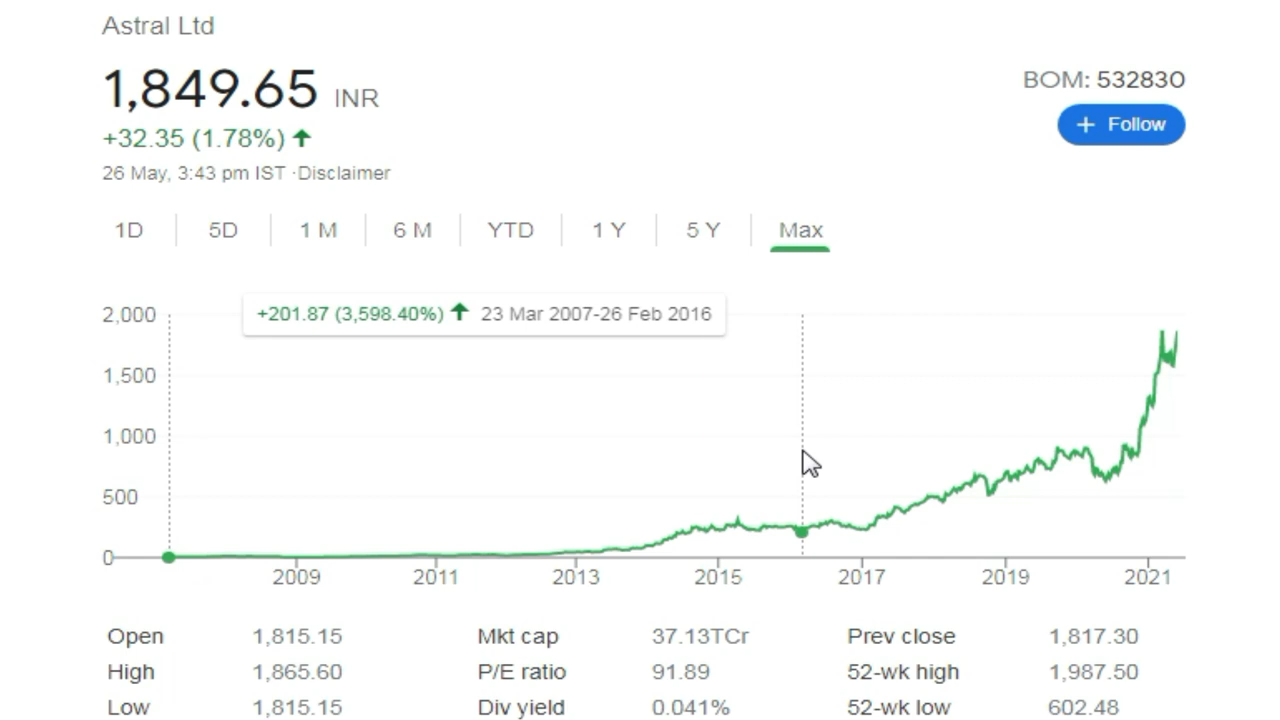 Astral Ltd
1,849.65 INR
BOM: 532830
+32.35 (1.78%)
+ Follow
26 May, 3:43 pm IST ·Disclaimer
1D 5D 1 M 6 M YTD 1 Y 5 Y Max
+201.87 (3,598.40%) 23 Mar 2007-26 Feb 2016
2,000
1,500
1,000
500
0
2009 2011 2013 2015 2017 2019 2021
Open 1,815.15 Mkt cap 37.13TCr Prev close 1,817.30
High 1,865.60 P/E ratio 91.89 52-wk high 1,987.50
Low 1,815.15 Div yield 0.041% 52-wk low 602.48